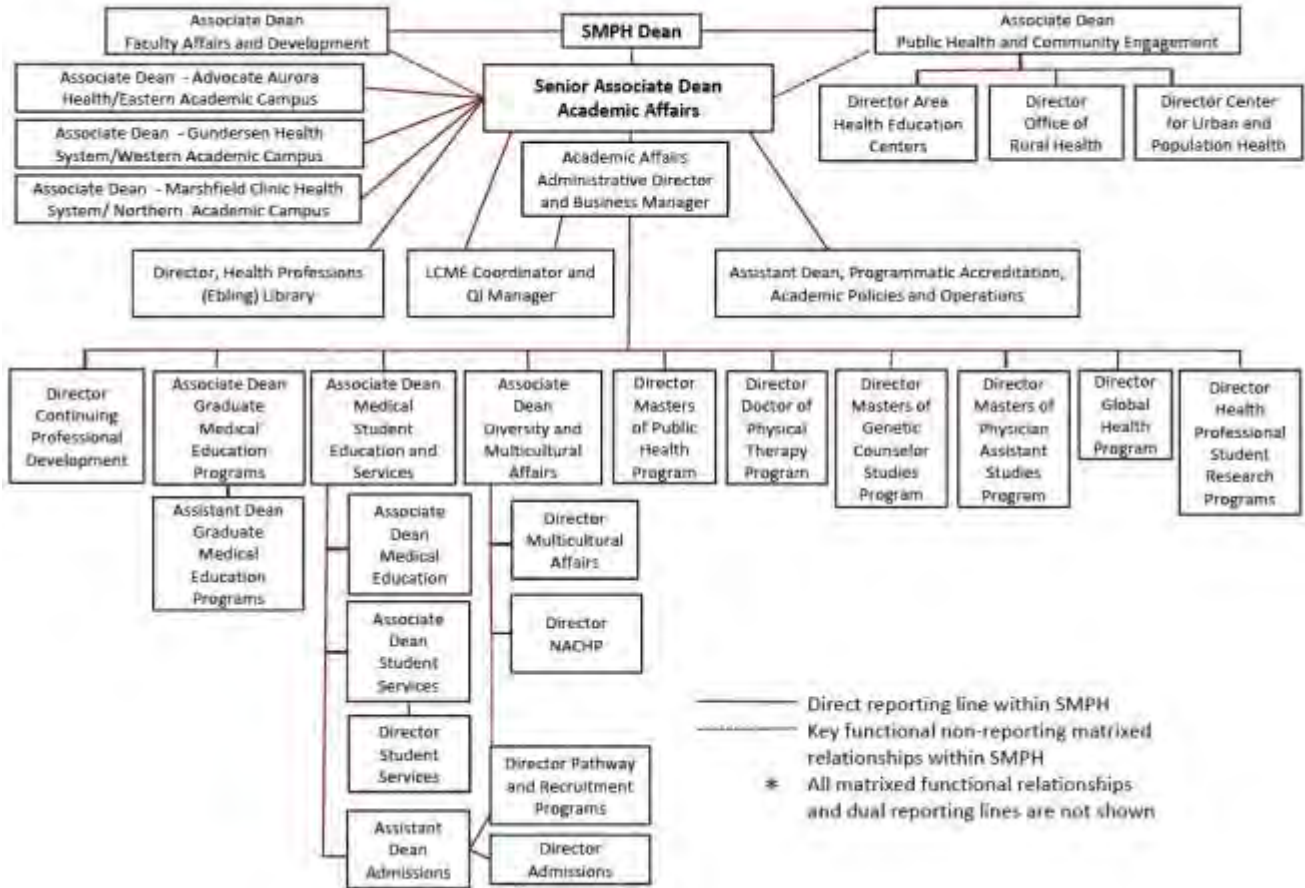 Associate Dean
Faculty Affairs and Development
SMPH Dean
Associate Dean
Public Health and Community Engagement
Associate Dean - Advocate Aurora
Health/Eastern Academic Campus
Senior Associate Dean
Academic Affairs
Director Area
Health Education
Centers
Director
Office of
Rural Health
Director Center
for Urban and
Population Health
Associate Dean - Gundersen Health
System/Western Academic Campus
Associate Dean - Marshfield Clinic Health
System/ Northern Academic Campus
Academic Affairs
Administrative Director
and Business Manager
Director, Health Professions
(Ebling) Library
LCME Coordinator and
QI Manager
Assistant Dean, Programmatic Accreditation,
Academic Policies and Operations
Director
Continuing
Professional
Development
Associate Dean
Graduate
Medical
Education
Programs
Associate Dean
Medical
Student
Education and
Services
Associate
Dean
Diversity and
Multicultural
Affairs
Director
Masters
of Public
Health
Program
Director
Doctor of
Physical
Therapy
Program
Director
Masters of
Genetic
Counselor
Studies
Program
Director
Masters of
Physician
Assistant
Studies
Program
Director
Global
Health
Program
Director
Health
Professional
Student
Research
Programs
Assistant Dean
Graduate
Medical
Education
Programs
Associate
Dean
Medical
Education
Associate
Dean
Student
Services
Director
Student
Services
Assistant
Dean
Admissions
Director
Multicultural
Affairs
Director
NACHP
Director Pathway
and Recruitment
Programs
Director
Admissions
Direct reporting line within SMPH
Key functional non-reporting matrixed
relationships within SMPH
* All matrixed functional relationships
and dual reporting lines are not shown